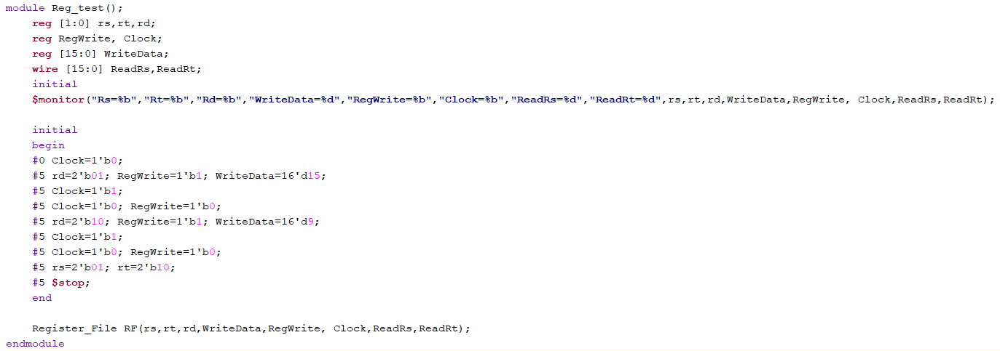 module Reg_test();
reg [1:0] rs,rt,rd;
reg RegWrite, Clock;
reg [15:0] WriteData;
wire [15:0] ReadRs,ReadRt;
initial
$monitor("Rs=%b","Rt=%b","Rd=%b","WriteData=%d","RegWrite=%b","Clock=%b","ReadRs=%d","ReadRt=%d",rs,rt,rd,WriteData,RegWrite, Clock,ReadRs,ReadRt);
initial
begin
#0 Clock=1'b0;
#5 rd=2'b01; RegWrite=1'b1; WriteData=16'd15;
#5 Clock=1'b1;
#5 Clock=1'b0; RegWrite=1'b0;
#5 rd=2'b10; RegWrite=1'b1; WriteData=16'd9;
#5 Clock=1'b1;
#5 Clock=1'b0; RegWrite=1'b0;
#5 rs=2'b01; rt=2'b10;
#5 $stop;
end
Register_File RF(rs,rt,rd,WriteData,RegWrite, Clock,ReadRs,ReadRt);
endmodule